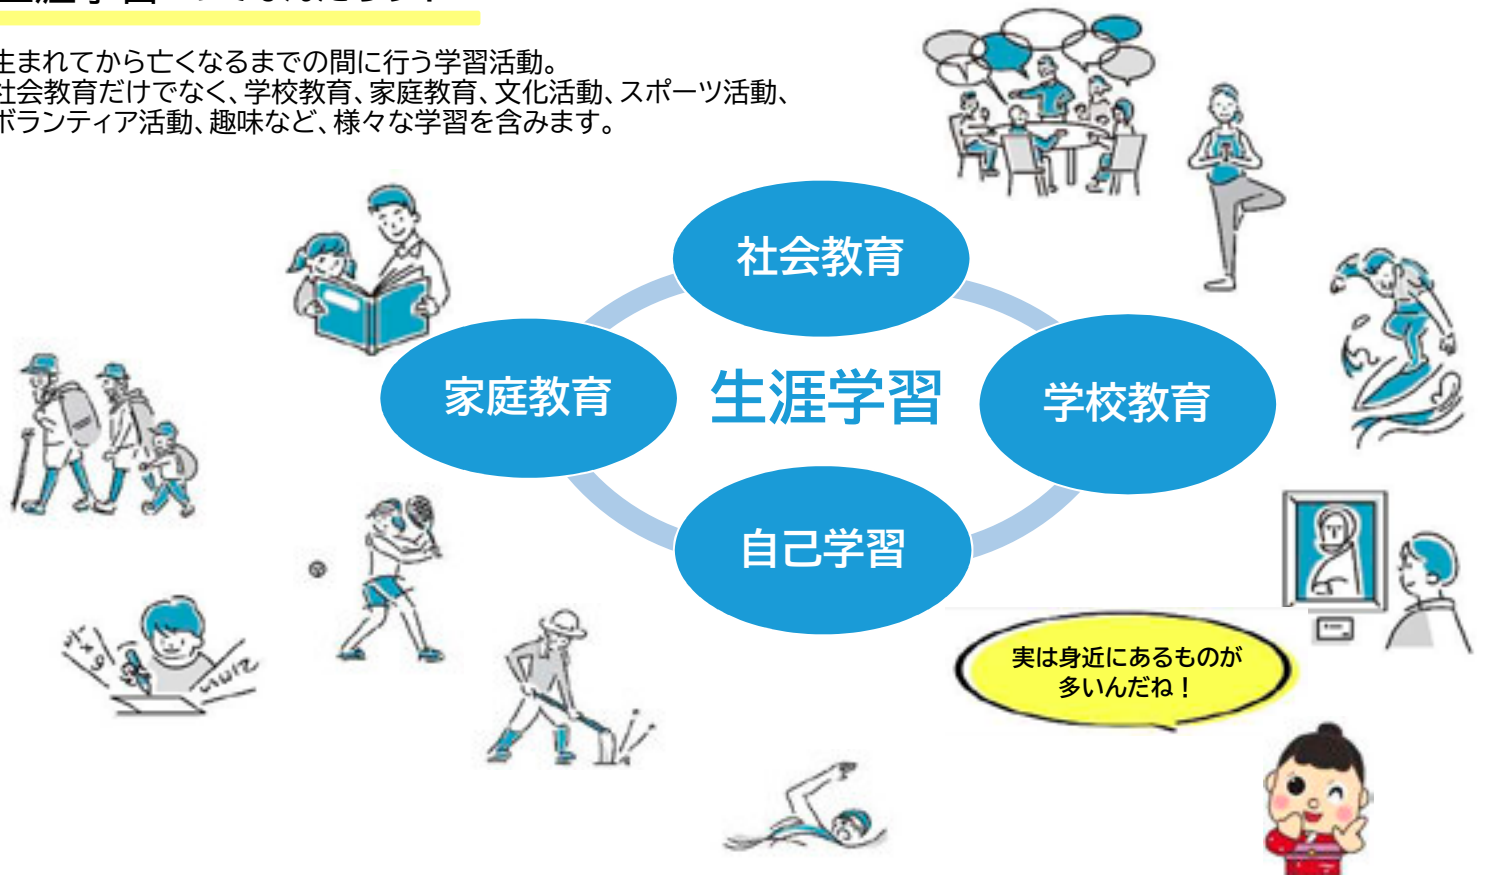 生まれてから亡くなるまでの間に行う学習活動。
社会教育だけでなく、学校教育、家庭教育、文化活動、スポーツ活動、
ボランティア活動、趣味など、様々な学習を含みます。
社会教育
家庭教育
生涯学習
学校教育
自己学習
実は身近にあるものが
多いんだね！